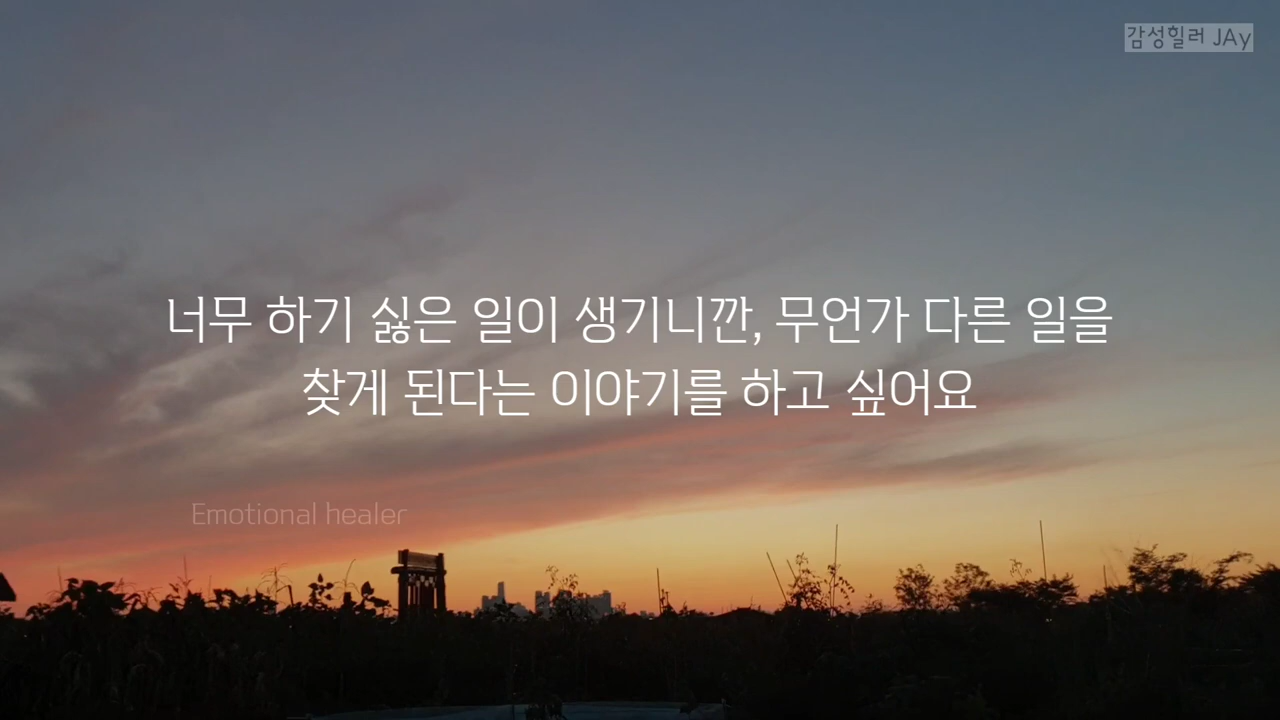 감성힐러 JAy
너무 하기 싫은 일이 생기니깐, 무언가 다른 일을
찾게 된다는 이야기를 하고 싶어요
Emotional healer